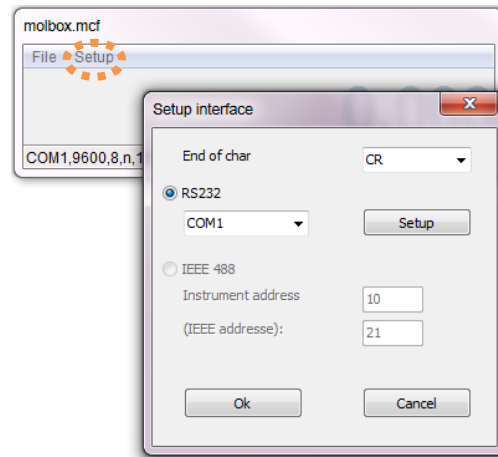 molbox.mcf
File Setup
Setup interface
End of char CR
COM1,9600,8,n,1
RS232
COM1 Setup
IEEE 488
Instrument address 10
(IEEE addresse): 21
Ok Cancel